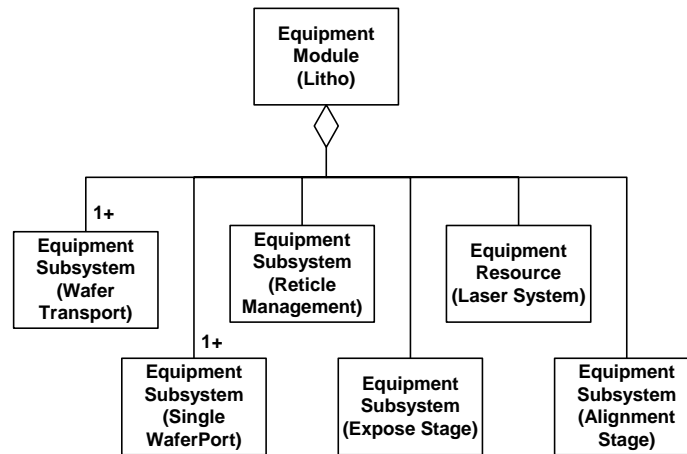 Equipment
Module
(Litho)
1+
Equipment
Subsystem
(Wafer
Transport)
Equipment
Subsystem
(Reticle
Management)
Equipment
Resource
(Laser System)
1+
Equipment
Subsystem
(Single
WaferPort)
Equipment
Subsystem
(Expose Stage)
Equipment
Subsystem
(Alignment
Stage)